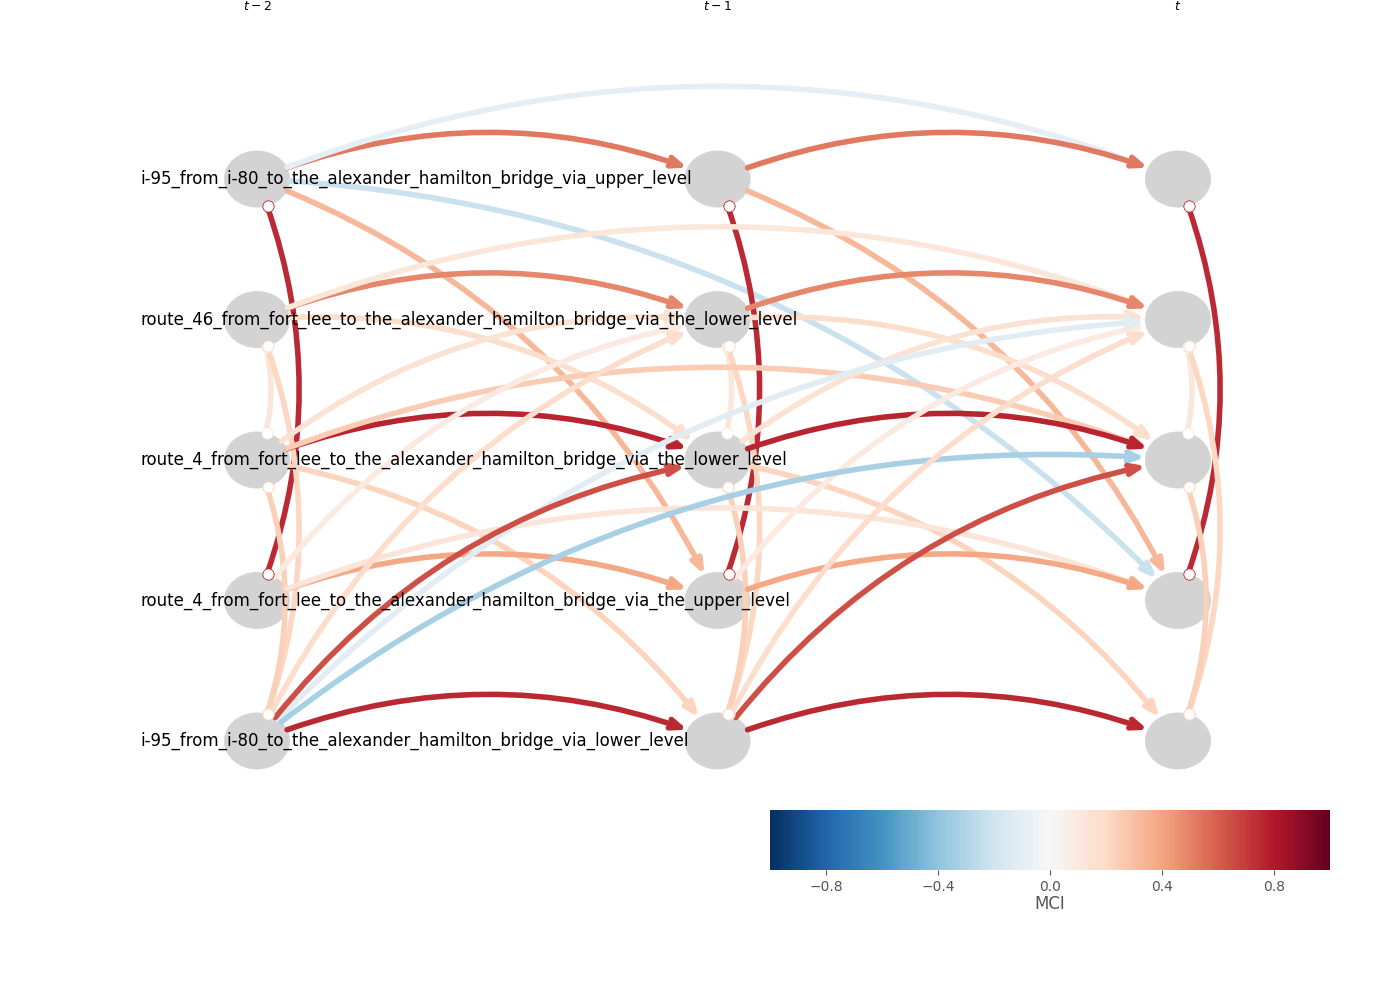 t − 2 t − 1 t
i-95_from_i-80_to_the_alexander_hamilton_bridge_via_upper_level
route_46_from_fort_lee_to_the_alexander_hamilton_bridge_via_the_lower_level
route_4_from_fort_lee_to_the_alexander_hamilton_bridge_via_the_lower_level
route_4_from_fort_lee_to_the_alexander_hamilton_bridge_via_the_upper_level
i-95_from_i-80_to_the_alexander_hamilton_bridge_via_lower_level
−0.8 −0.4 0.0 0.4 0.8
MCI